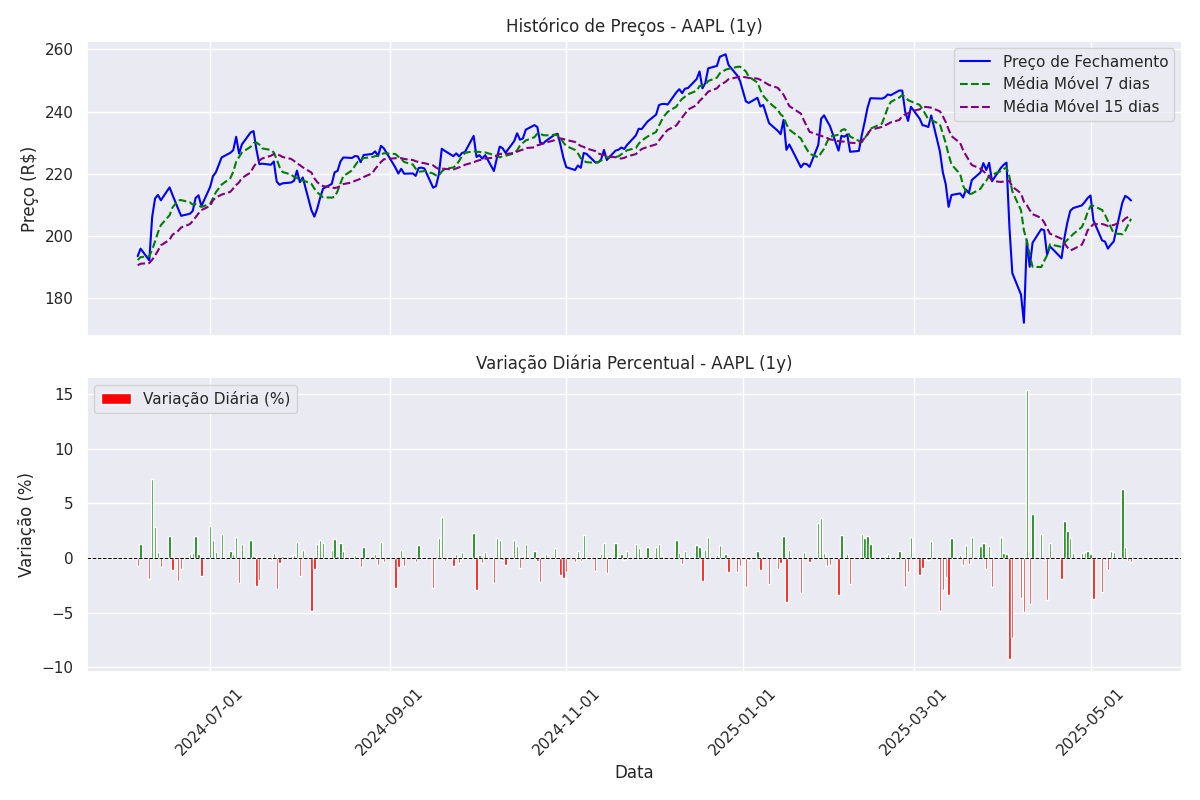 Histórico de Preços - AAPL (1y)
Preço (R$)
260
240
220
200
180
Preço de Fechamento
Média Móvel 7 dias
Média Móvel 15 dias
Variação Diária Percentual - AAPL (1y)
Variação (%)
15
10
5
0
−5
−10
Variação Diária (%)
2024-07-01
2024-09-01
2024-11-01
2025-01-01
2025-03-01
2025-05-01
Data